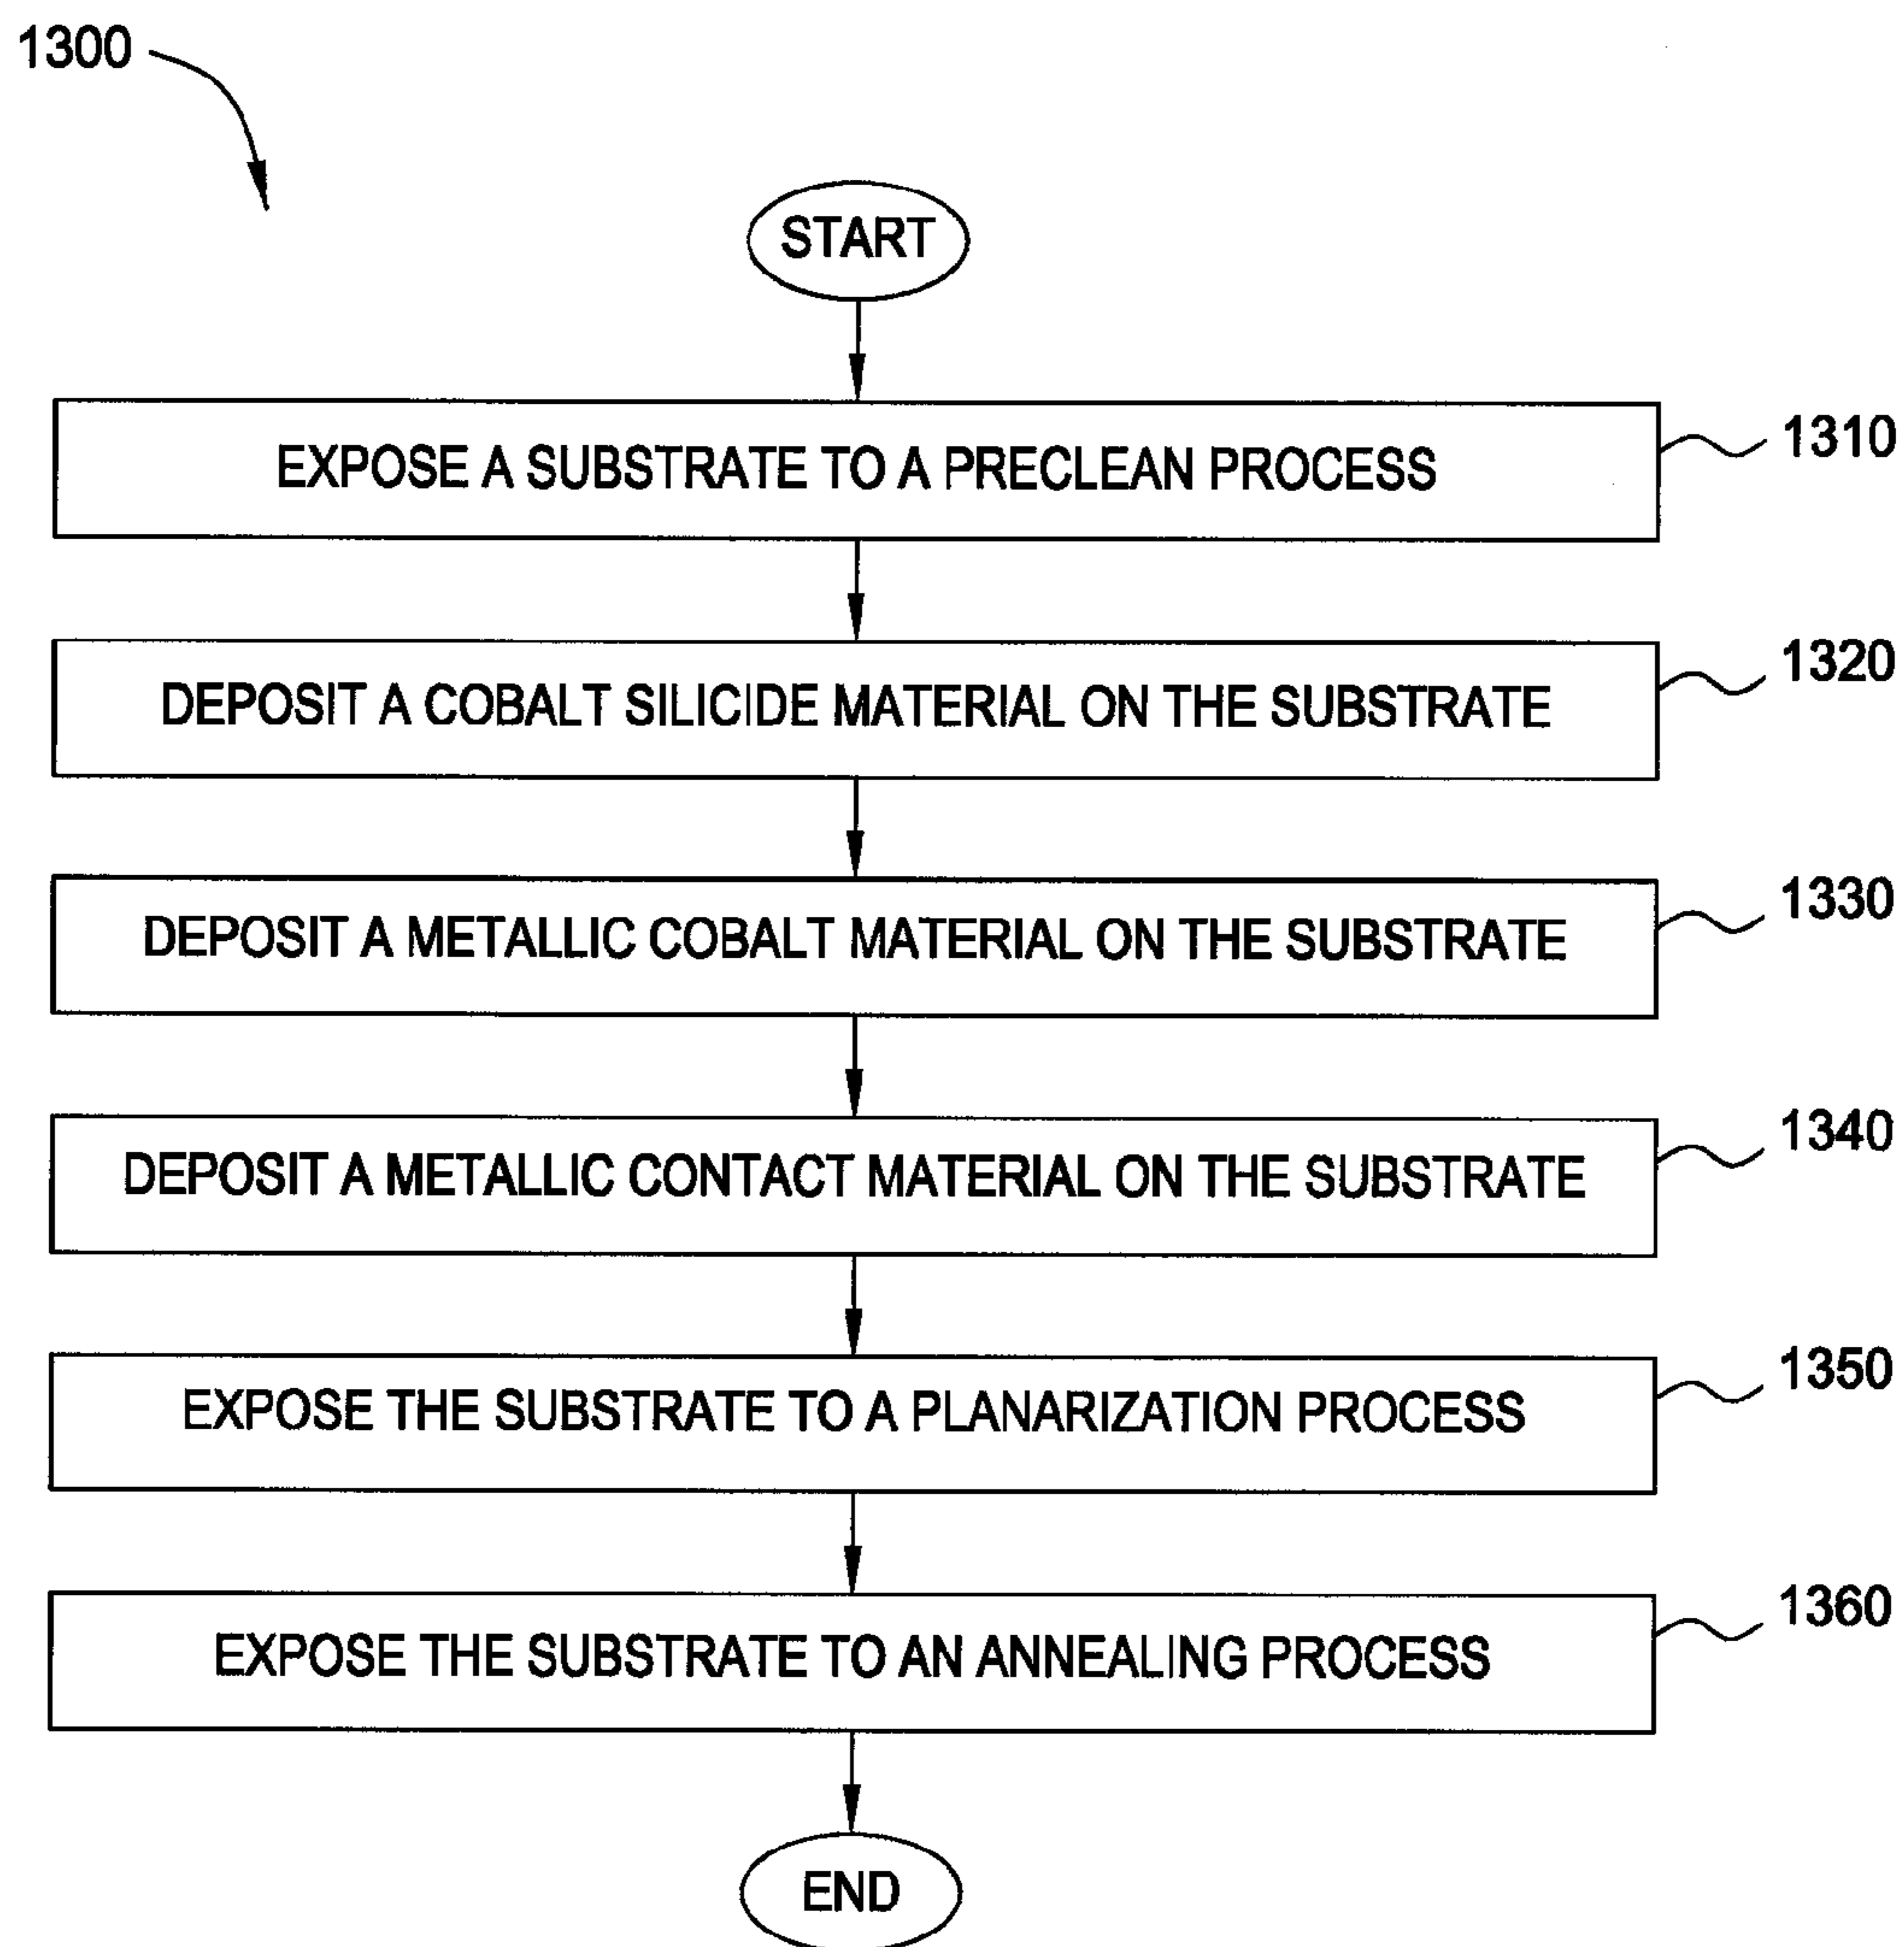 1300
START
EXPOSE A SUBSTRATE TO A PRECLEAN PROCESS
1310
DEPOSIT A COBALT SILICIDE MATERIAL ON THE SUBSTRATE
1320
DEPOSIT A METALLIC COBALT MATERIAL ON THE SUBSTRATE
1330
DEPOSIT A METALLIC CONTACT MATERIAL ON THE SUBSTRATE
1340
EXPOSE THE SUBSTRATE TO A PLANARIZATION PROCESS
1350
EXPOSE THE SUBSTRATE TO AN ANNEALING PROCESS
1360
END